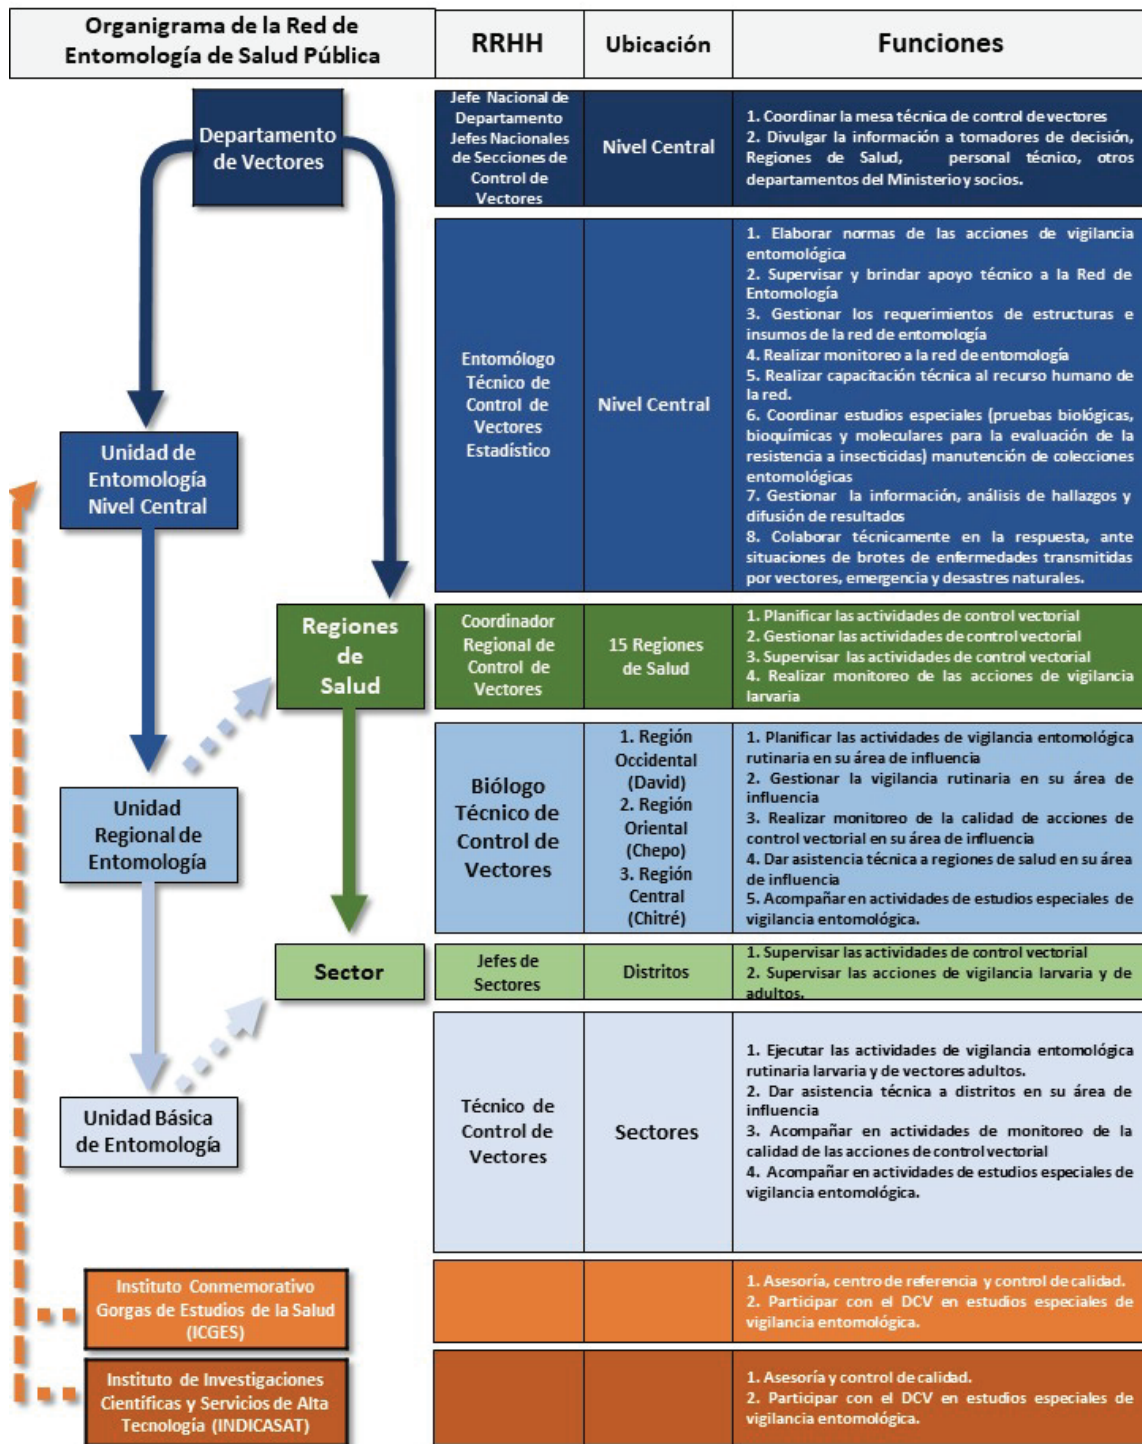 Organigrama de la Red de
Entomología de Salud Pública
RRHH
Ubicación
Funciones
Departamento
de Vectores
Jefe Nacional de
Departamento
Jefes Nacionales
de Secciones de
Control de
Vectores
Nivel Central
1. Coordinar la mesa técnica de control de vectores
2. Divulgar la información a tomadores de decisión,
Regiones de Salud, personal técnico, otros
departamentos del Ministerio y socios.
Unidad de
Entomología
Nivel Central
Entomólogo
Técnico de
Control de
Vectores
Estadístico
Nivel Central
1. Elaborar normas de las acciones de vigilancia
entomológica
2. Supervisar y brindar apoyo técnico a la Red de
Entomología
3. Gestionar los requerimientos de estructuras e
insumos de la red de entomología
4. Realizar monitoreo a la red de entomología
5. Realizar capacitación técnica al recurso humano de
la red.
6. Coordinar estudios especiales (pruebas biológicas,
bioquímicas y moleculares para la evaluación de la
resistencia a insecticidas) manutención de colecciones
entomológicas
7. Gestionar la información, análisis de hallazgos y
difusión de resultados
8. Colaborar técnicamente en la respuesta, ante
situaciones de brotes de enfermedades transmitidas
por vectores, emergencia y desastres naturales.
Regiones
de
Salud
Coordinador
Regional de
Control de
Vectores
15 Regiones
de Salud
1. Planificar las actividades de control vectorial
2. Gestionar las actividades de control vectorial
3. Supervisar las actividades de control vectorial
4. Realizar monitoreo de las acciones de vigilancia
larvaria
Unidad
Regional de
Entomología
Biólogo
Técnico de
Control de
Vectores
1. Región
Occidental
(David)
2. Región
Oriental
(Chepo)
3. Región
Central
(Chitré)
1. Planificar las actividades de vigilancia entomológica
rutinaria en su área de influencia
2. Gestionar la vigilancia rutinaria en su área de
influencia
3. Realizar monitoreo de la calidad de acciones de
control vectorial en su área de influencia
4. Dar asistencia técnica a regiones de salud en su área
de influencia
5. Acompañar en actividades de estudios especiales de
vigilancia entomológica.
Sector
Jefes de
Sectores
Distritos
1. Supervisar las actividades de control vectorial
2. Supervisar las acciones de vigilancia larvaria y de
adultos.
Unidad Básica
de Entomología
Técnico de
Control de
Vectores
Sectores
1. Ejecutar las actividades de vigilancia entomológica
rutinaria larvaria y de vectores adultos.
2. Dar asistencia técnica a distritos en su área de
influencia
3. Acompañar en actividades de monitoreo de la
calidad de las acciones de control vectorial
4. Acompañar en actividades de estudios especiales de
vigilancia entomológica.
Instituto Conmemorativo
Gorgas de Estudios de la Salud
(ICGES)
1. Asesoría, centro de referencia y control de calidad.
2. Participar con el DCV en estudios especiales de
vigilancia entomológica.
Instituto de Investigaciones
Científicas y Servicios de Alta
Tecnología (INDICASAT)
1. Asesoría y control de calidad.
2. Participar con el DCV en estudios especiales de
vigilancia entomológica.